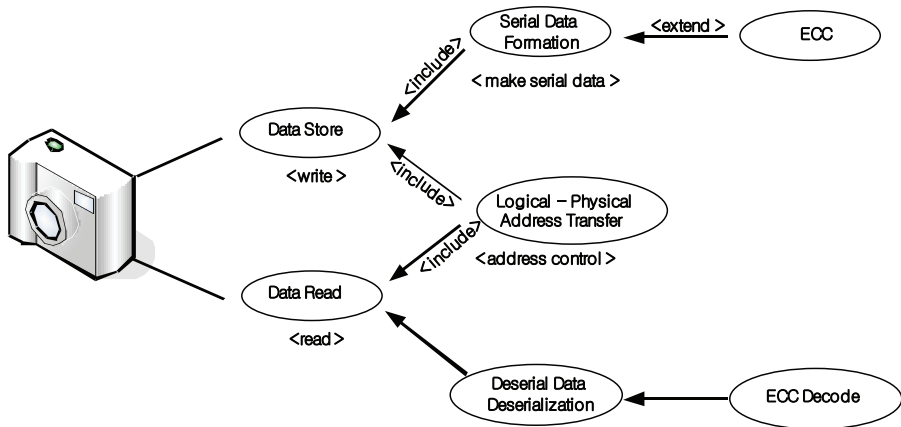 Serial Data
Formation
<extend >
ECC
<include>
< make serial data >
Data Store
<write >
<include>
Logical – Physical
Address Transfer
<include>
<address control >
Data Read
<read >
Deserial Data
Deserialization
ECC Decode